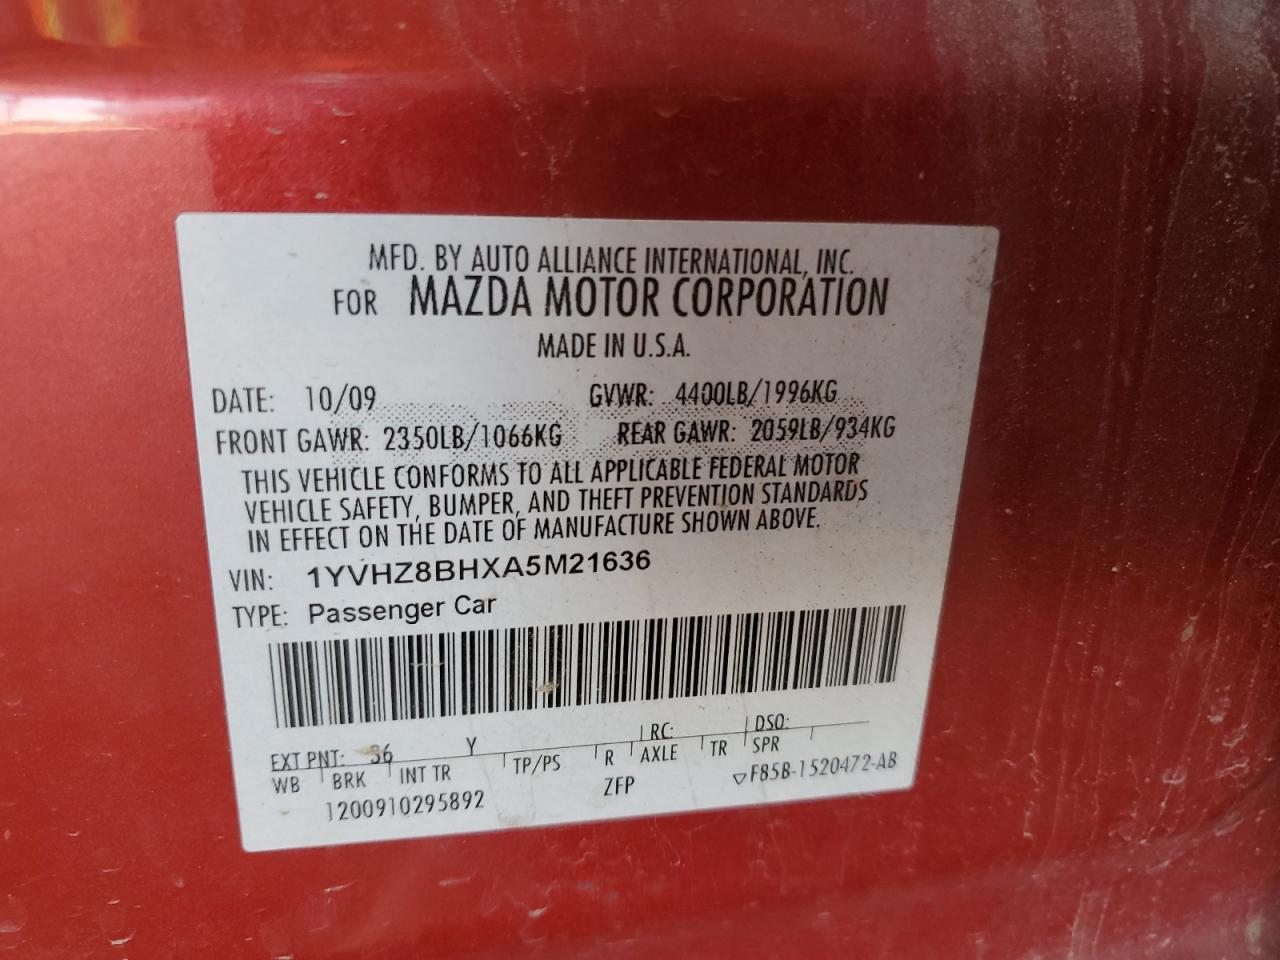 MFD. BY AUTO ALLIANCE INTERNATIONAL, INC.
FOR MAZDA MOTOR CORPORATION
MADE IN U.S.A.
DATE: 10/09 GVWR: 4400LB/1996KG
FRONT GAWR: 2350LB/1066KG REAR GAWR: 2059LB/934KG
THIS VEHICLE CONFORMS TO ALL APPLICABLE FEDERAL MOTOR
VEHICLE SAFETY, BUMPER, AND THEFT PREVENTION STANDARDS
IN EFFECT ON THE DATE OF MANUFACTURE SHOWN ABOVE.
VIN: 1YVHZ8BHXA5M21636
TYPE: Passenger Car
EXT PNT: 36 Y RC: DSO:
WB BRK INT TR TP/PS R AXLE TR SPR
1200910295892 ZFP F85B-1520472-AB